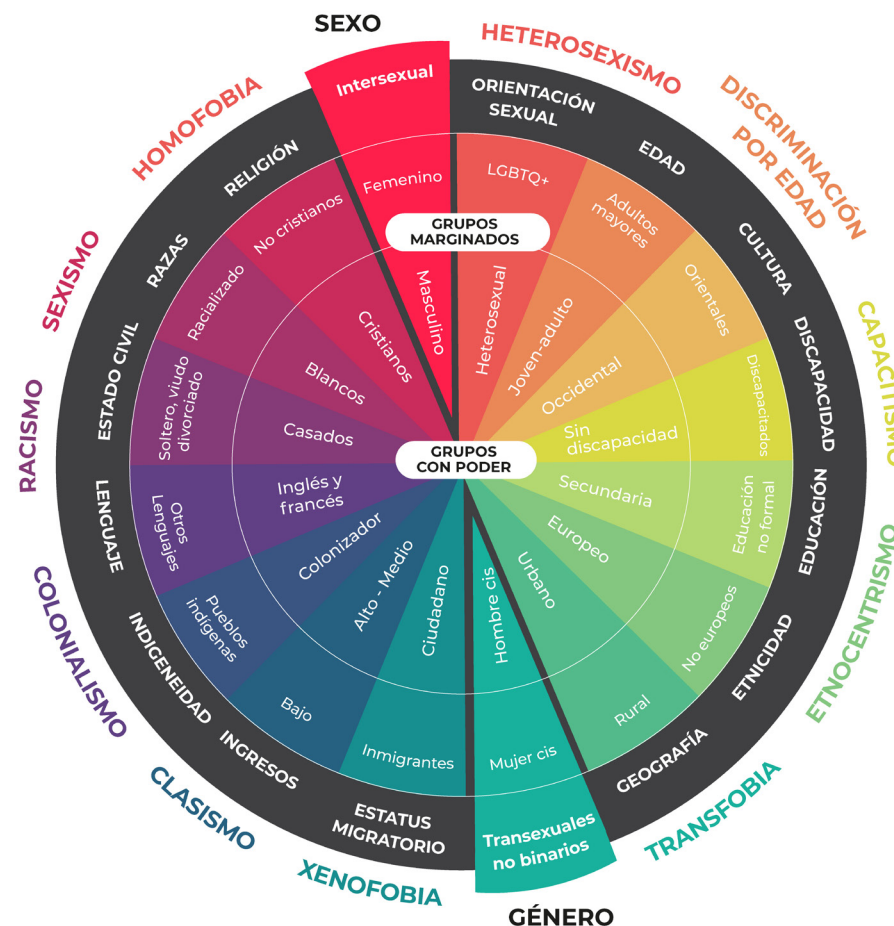 SEXO
HETEROSEXISMO
DISCRIMINACIÓN
POR EDAD
CAPACITISMO
ETNOCENTRISMO
TRANSFOBIA
GÉNERO
XENOFOBIA
CLASISMO
COLONIALISMO
RACISMO
SEXISMO
HOMOFOBIA
ORIENTACIÓN
SEXUAL
EDAD
CULTURA
DISCAPACIDAD
EDUCACIÓN
ETNICIDAD
GEOGRAFÍA
ESTATUS
MIGRATORIO
INGRESOS
INDIGENEIDAD
LENGUAJE
ESTADO CIVIL
RAZAS
RELIGIÓN
Intersexual
Femenino
LGBTQ+
Adultos
mayores
Orientales
Discapacitados
Educación
no formal
No europeos
Rural
Mujer cis
Transexuales
no binarios
Inmigrantes
Bajo
Pueblos
indígenas
Otros
Lenguajes
Soltero, viudo
divorciado
Racializado
No cristianos
GRUPOS
MARGINADOS
Masculino
Heterosexual
Joven-adulto
Occidental
Sin
discapacidad
Secundaria
Europeo
Urbano
Hombre cis
Ciudadano
Alto - Medio
Colonizador
Inglés y
francés
Casados
Blancos
Cristianos
GRUPOS
CON PODER